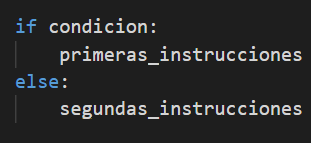 if condicion:
    primeras_instrucciones
else:
    segundas_instrucciones